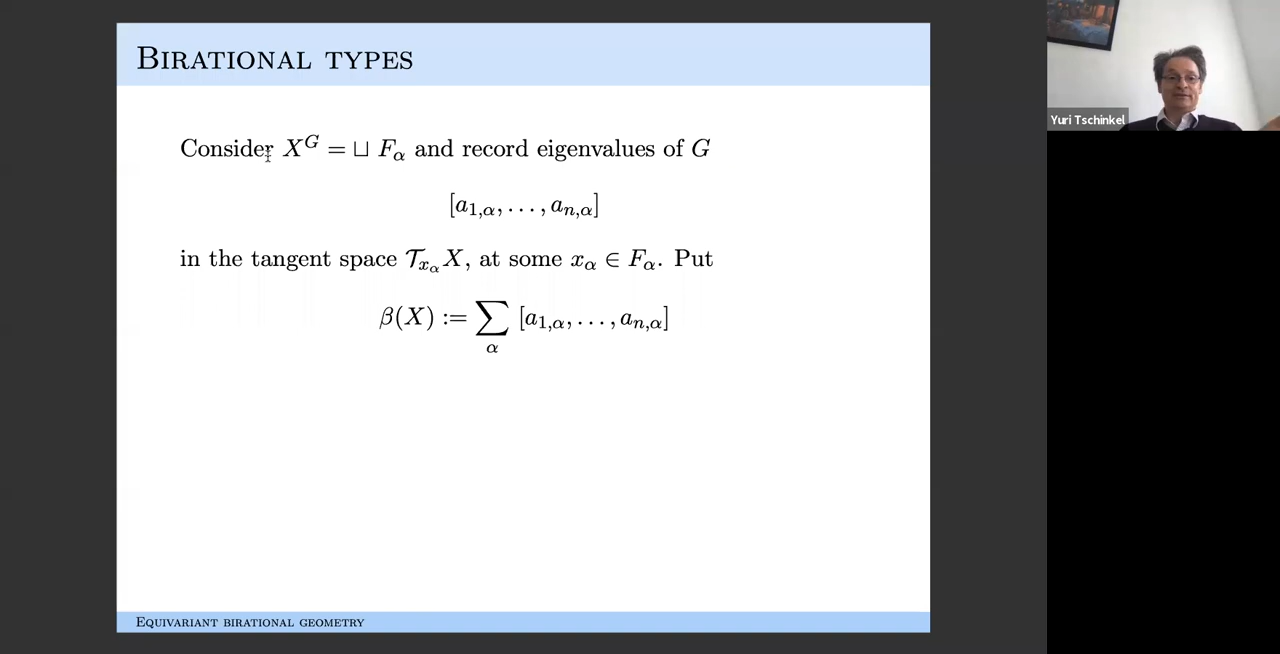 BIRATIONAL TYPES
Consider X^G = ⊔ F_α and record eigenvalues of G
[a_{1,α}, . . . , a_{n,α}]
in the tangent space 𝒯_{x_α} X, at some x_α ∈ F_α. Put
β(X) := ∑_α [a_{1,α}, . . . , a_{n,α}]
EQUIVARIANT BIRATIONAL GEOMETRY
Yuri Tschinkel